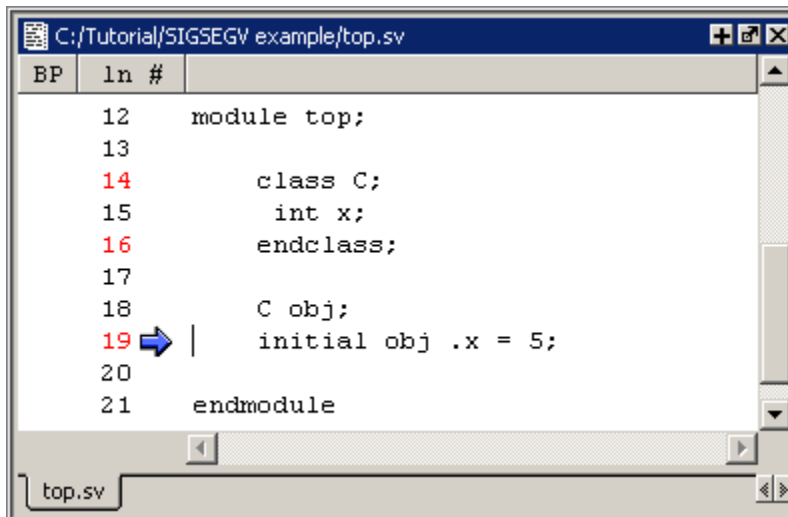 C:/Tutorial/SIGSEGV example/top.sv
BP ln #
12 module top;
13
14 class C;
15 int x;
16 endclass;
17
18 C obj;
19 initial obj .x = 5;
20
21 endmodule
top.sv